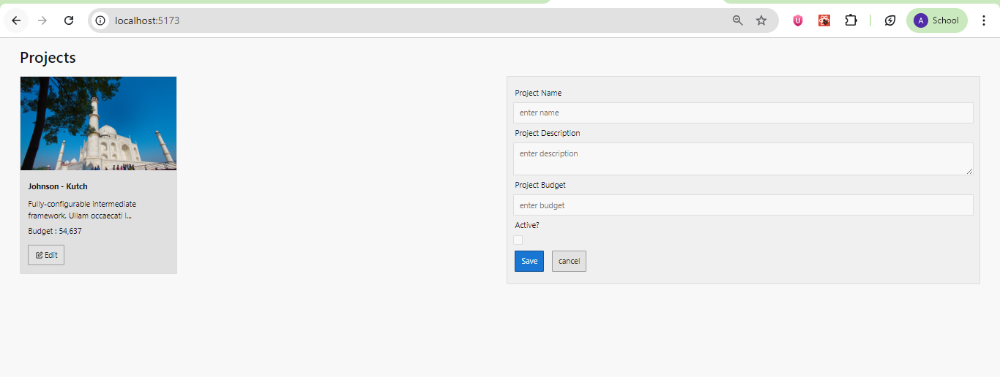 localhost:5173
U
A School
Projects
Johnson - Kutch
Fully-configurable intermediate
framework. Ullam occaecati l...
Budget : 54,637
Edit
Project Name
enter name
Project Description
enter description
Project Budget
enter budget
Active?
Save cancel